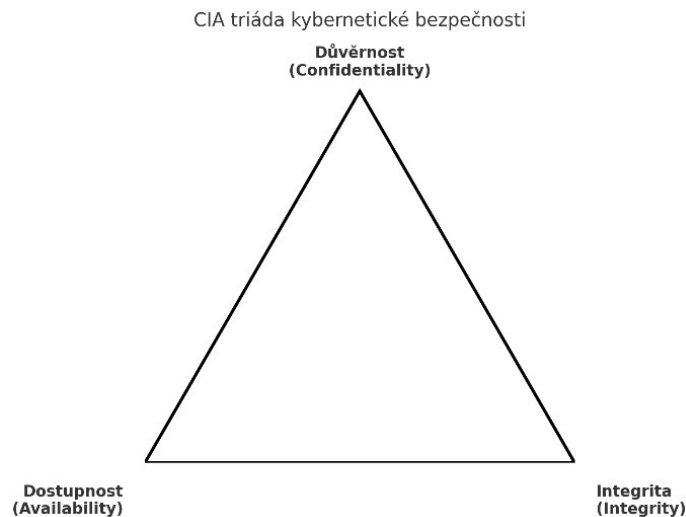 CIA triáda kybernetické bezpečnosti
Důvěrnost
(Confidentiality)
Dostupnost
(Availability)
Integrita
(Integrity)